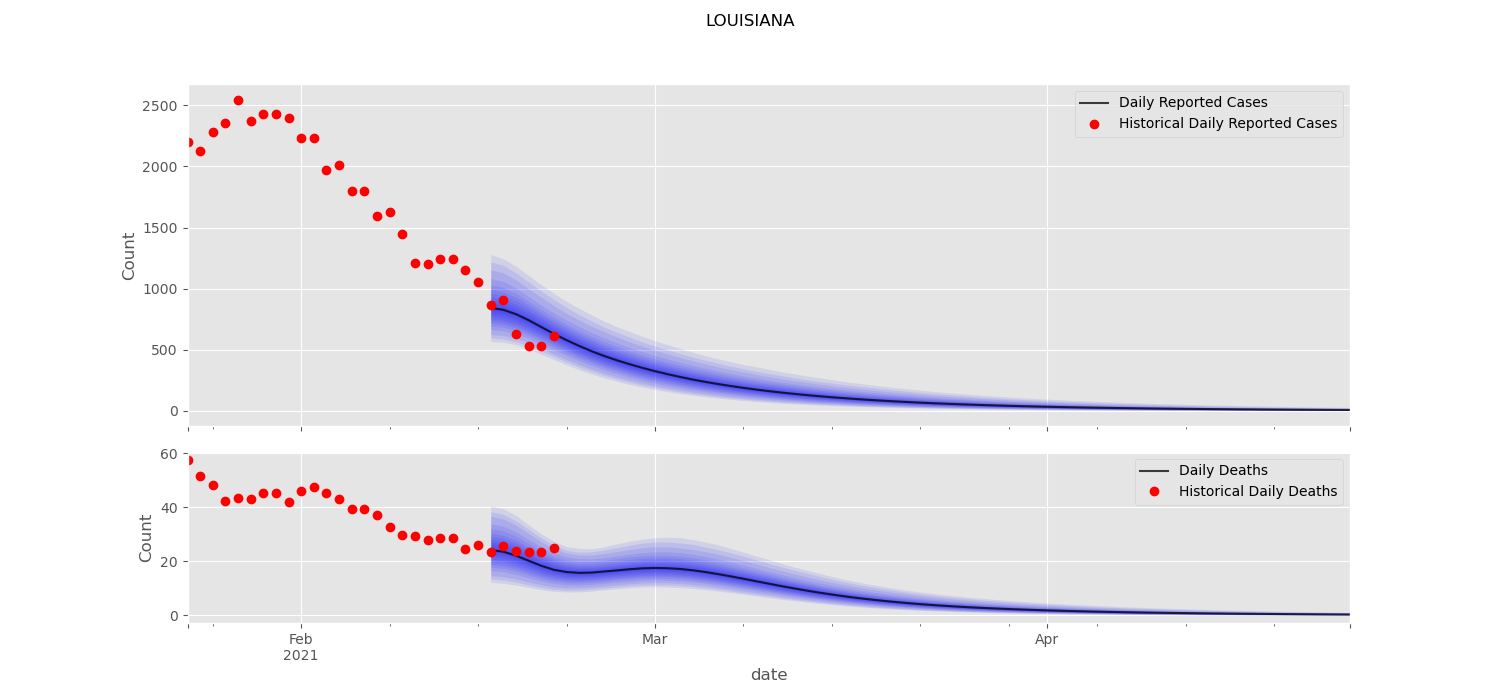 LOUISIANA
2500
2000
1500
1000
500
0
Count
Daily Reported Cases
Historical Daily Reported Cases
60
40
20
0
Count
Daily Deaths
Historical Daily Deaths
Feb
2021
Mar
Apr
date